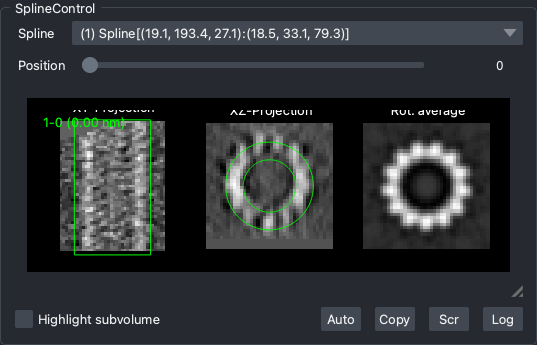 SplineControl
Spline (1) Spline[(19.1, 193.4, 27.1):(18.5, 33.1, 79.3)]
Position 0
XY-Projection XZ-Projection Rot. average
1-0 (0.00 nm)
Highlight subvolume Auto Copy Scr Log